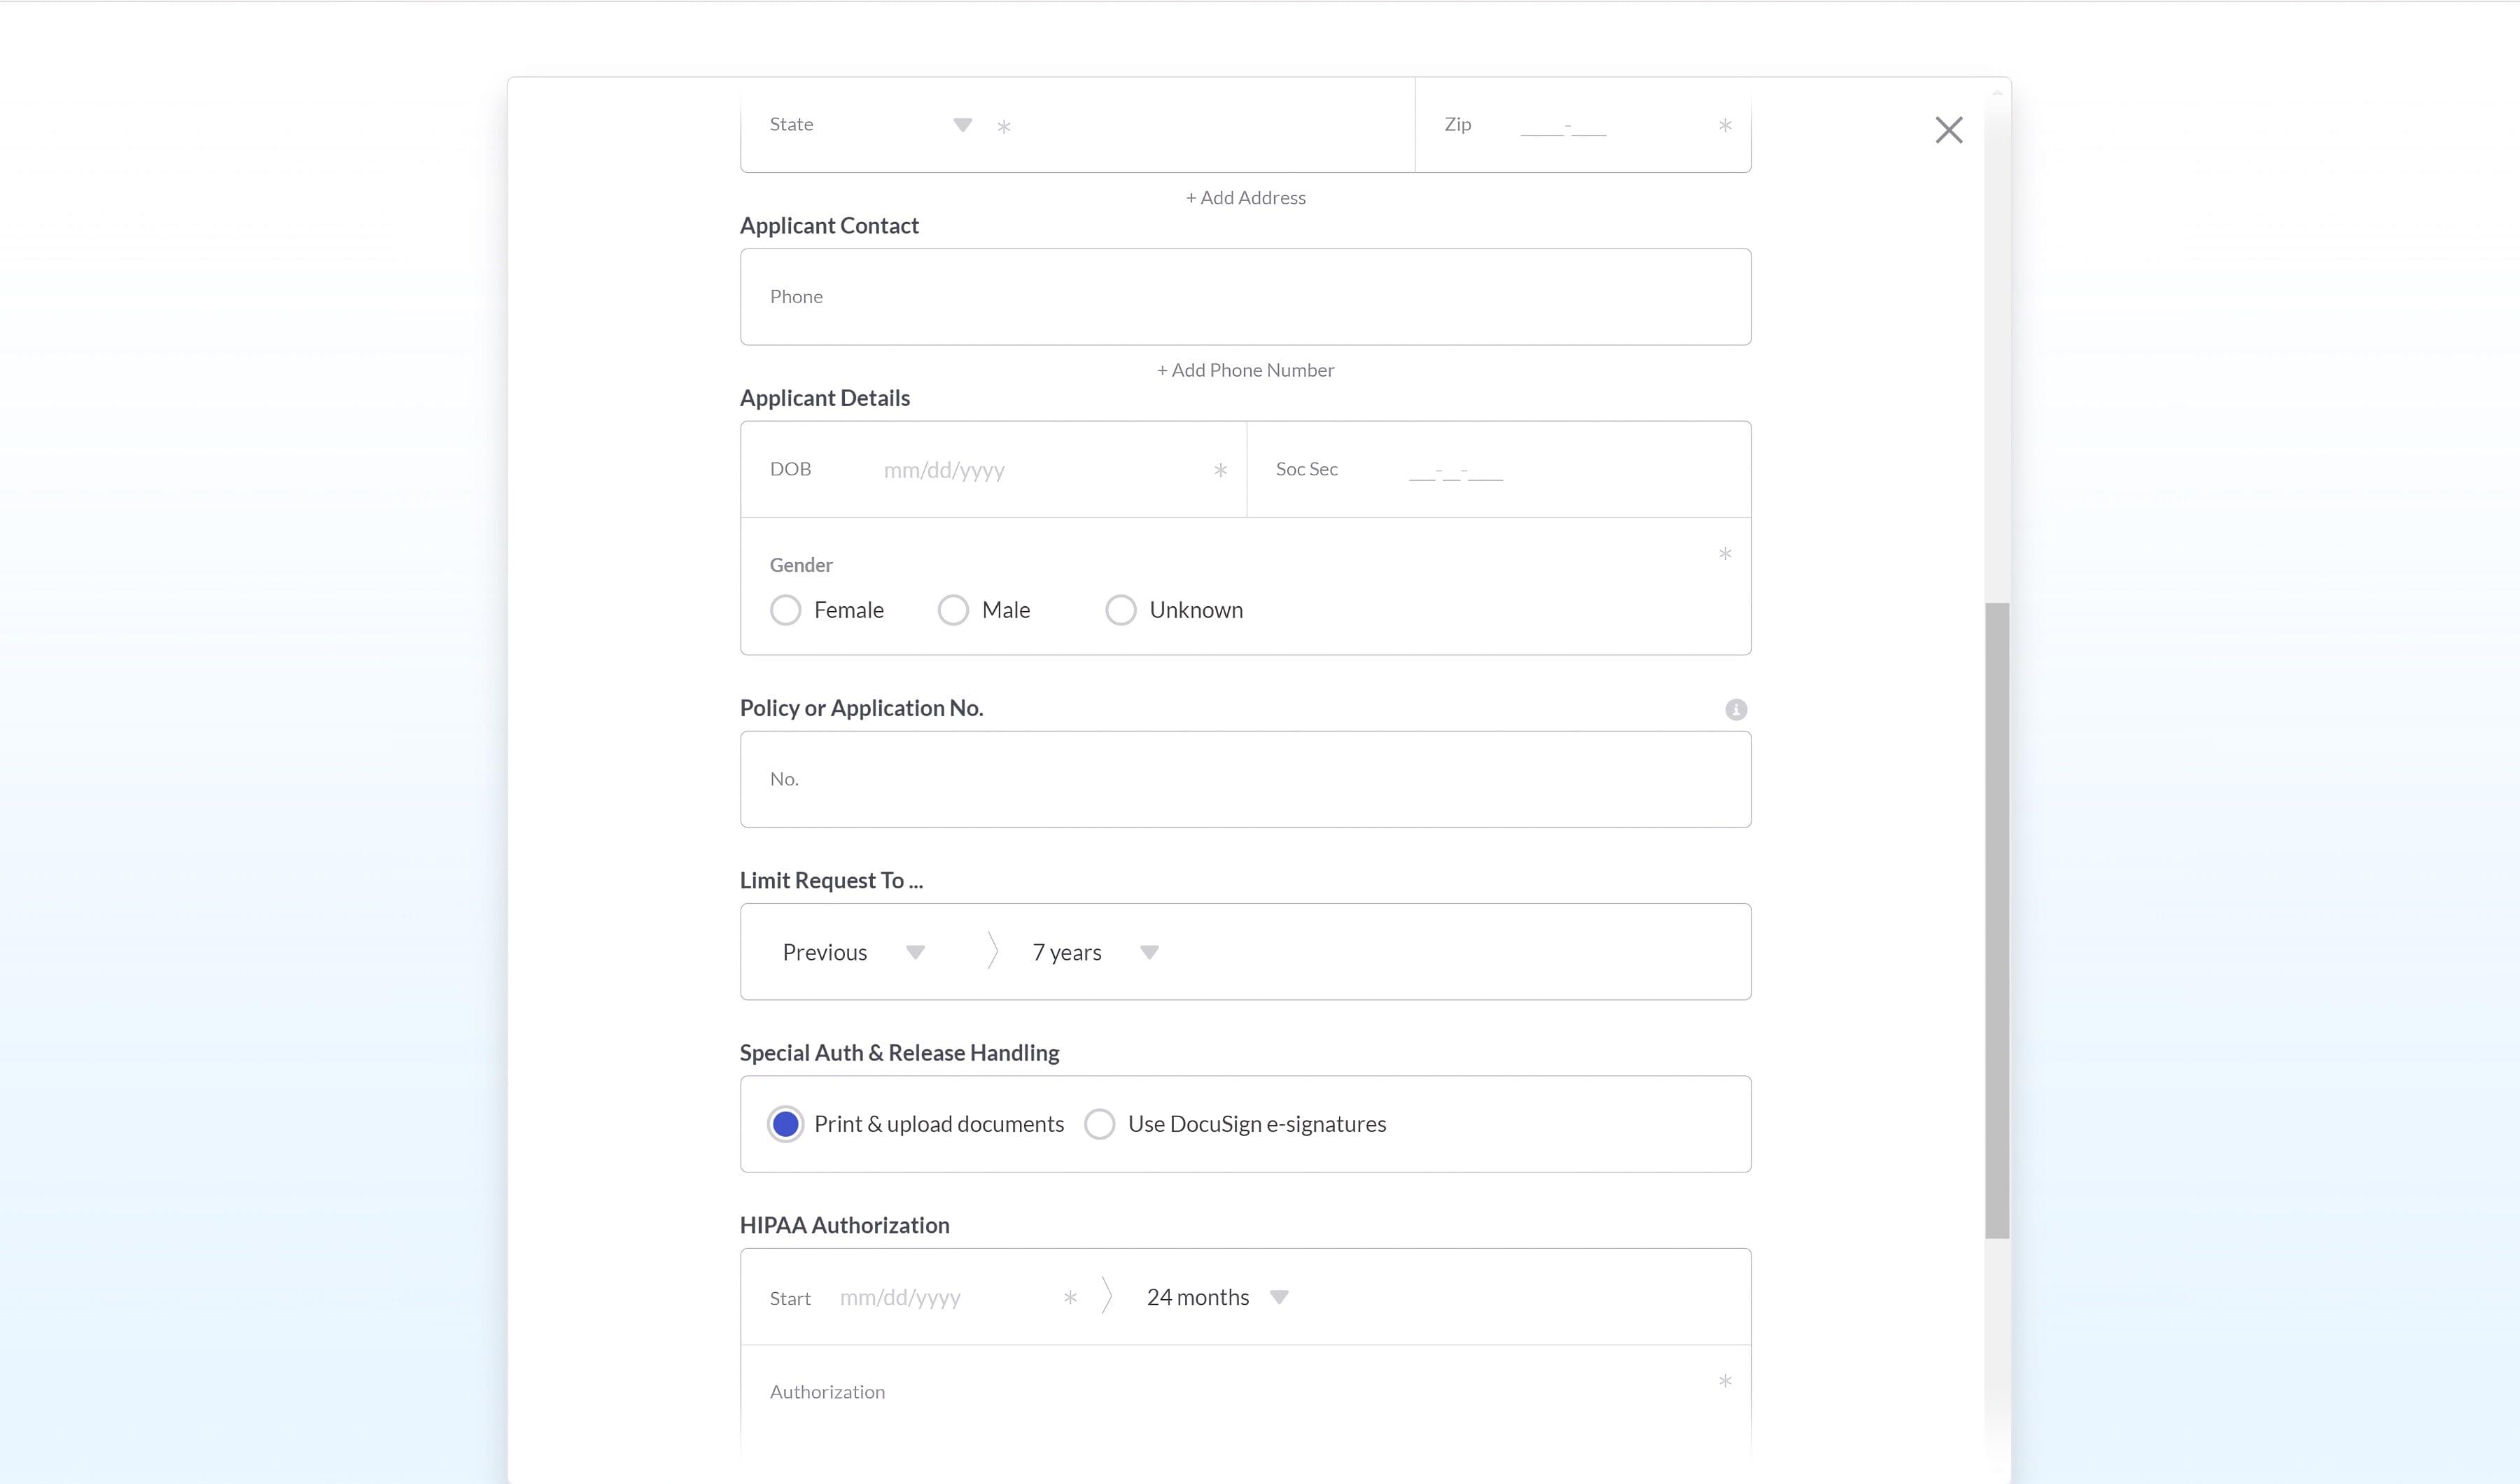 State * Zip _____-____ *
+ Add Address
Applicant Contact
Phone
+ Add Phone Number
Applicant Details
DOB mm/dd/yyyy * Soc Sec ___-__-____
Gender *
Female Male Unknown
Policy or Application No.
No.
Limit Request To ...
Previous 7 years
Special Auth & Release Handling
Print & upload documents Use DocuSign e-signatures
HIPAA Authorization
Start mm/dd/yyyy * 24 months
Authorization *